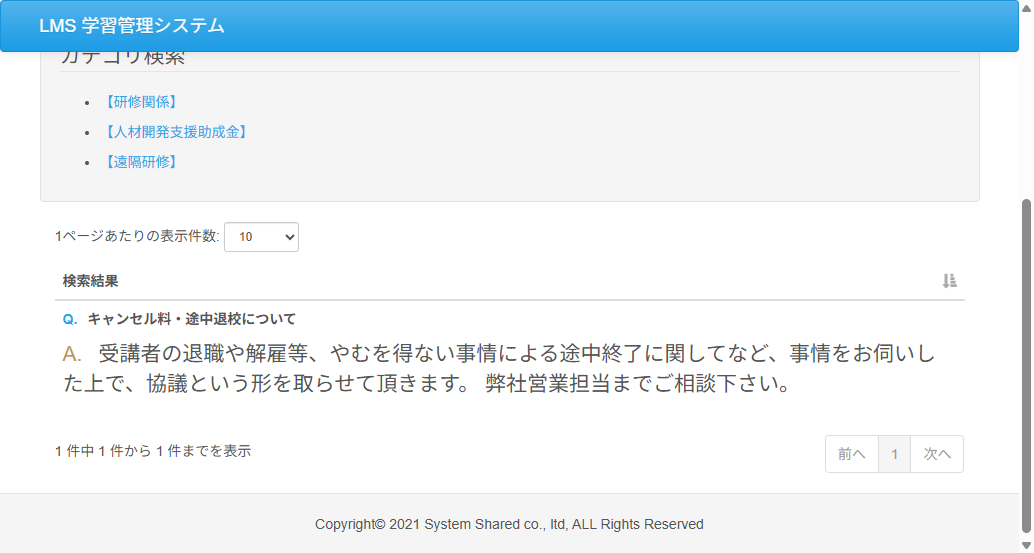 LMS 学習管理システム
カテゴリ検索
【研修関係】
【人材開発支援助成金】
【遠隔研修】
1ページあたりの表示件数: 10
検索結果
Q. キャンセル料・途中退校について
A. 受講者の退職や解雇等、やむを得ない事情による途中終了に関してなど、事情をお伺いし
た上で、協議という形を取らせて頂きます。 弊社営業担当までご相談下さい。
1 件中 1 件から 1 件までを表示
前へ 1 次へ
Copyright© 2021 System Shared co., ltd, ALL Rights Reserved